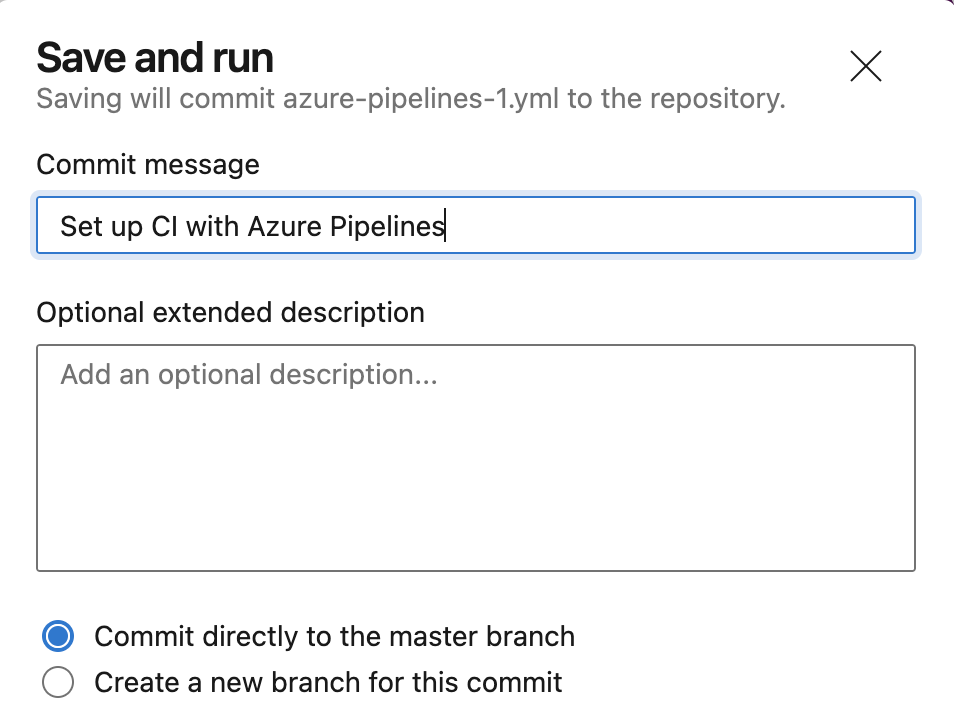 Save and run
Saving will commit azure-pipelines-1.yml to the repository.
Commit message
Set up CI with Azure Pipelines
Optional extended description
Add an optional description...
Commit directly to the master branch
Create a new branch for this commit